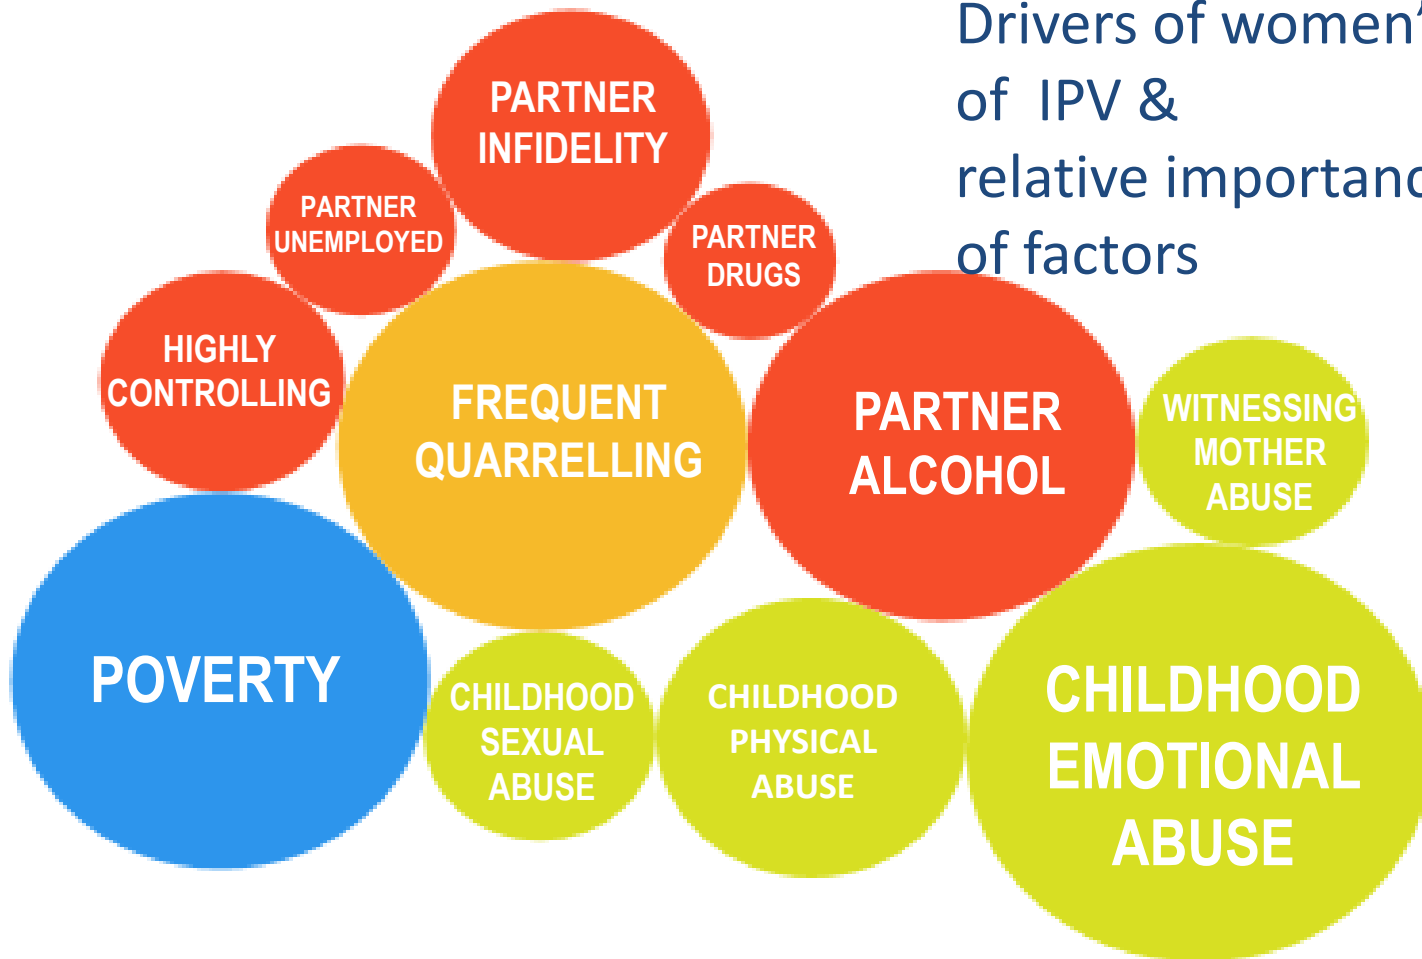 Drivers of women'
of IPV &
relative importanc
of factors
PARTNER
INFIDELITY
PARTNER
UNEMPLOYED
PARTNER
DRUGS
HIGHLY
CONTROLLING
FREQUENT
QUARRELLING
PARTNER
ALCOHOL
WITNESSING
MOTHER
ABUSE
POVERTY
CHILDHOOD
SEXUAL
ABUSE
CHILDHOOD
PHYSICAL
ABUSE
CHILDHOOD
EMOTIONAL
ABUSE